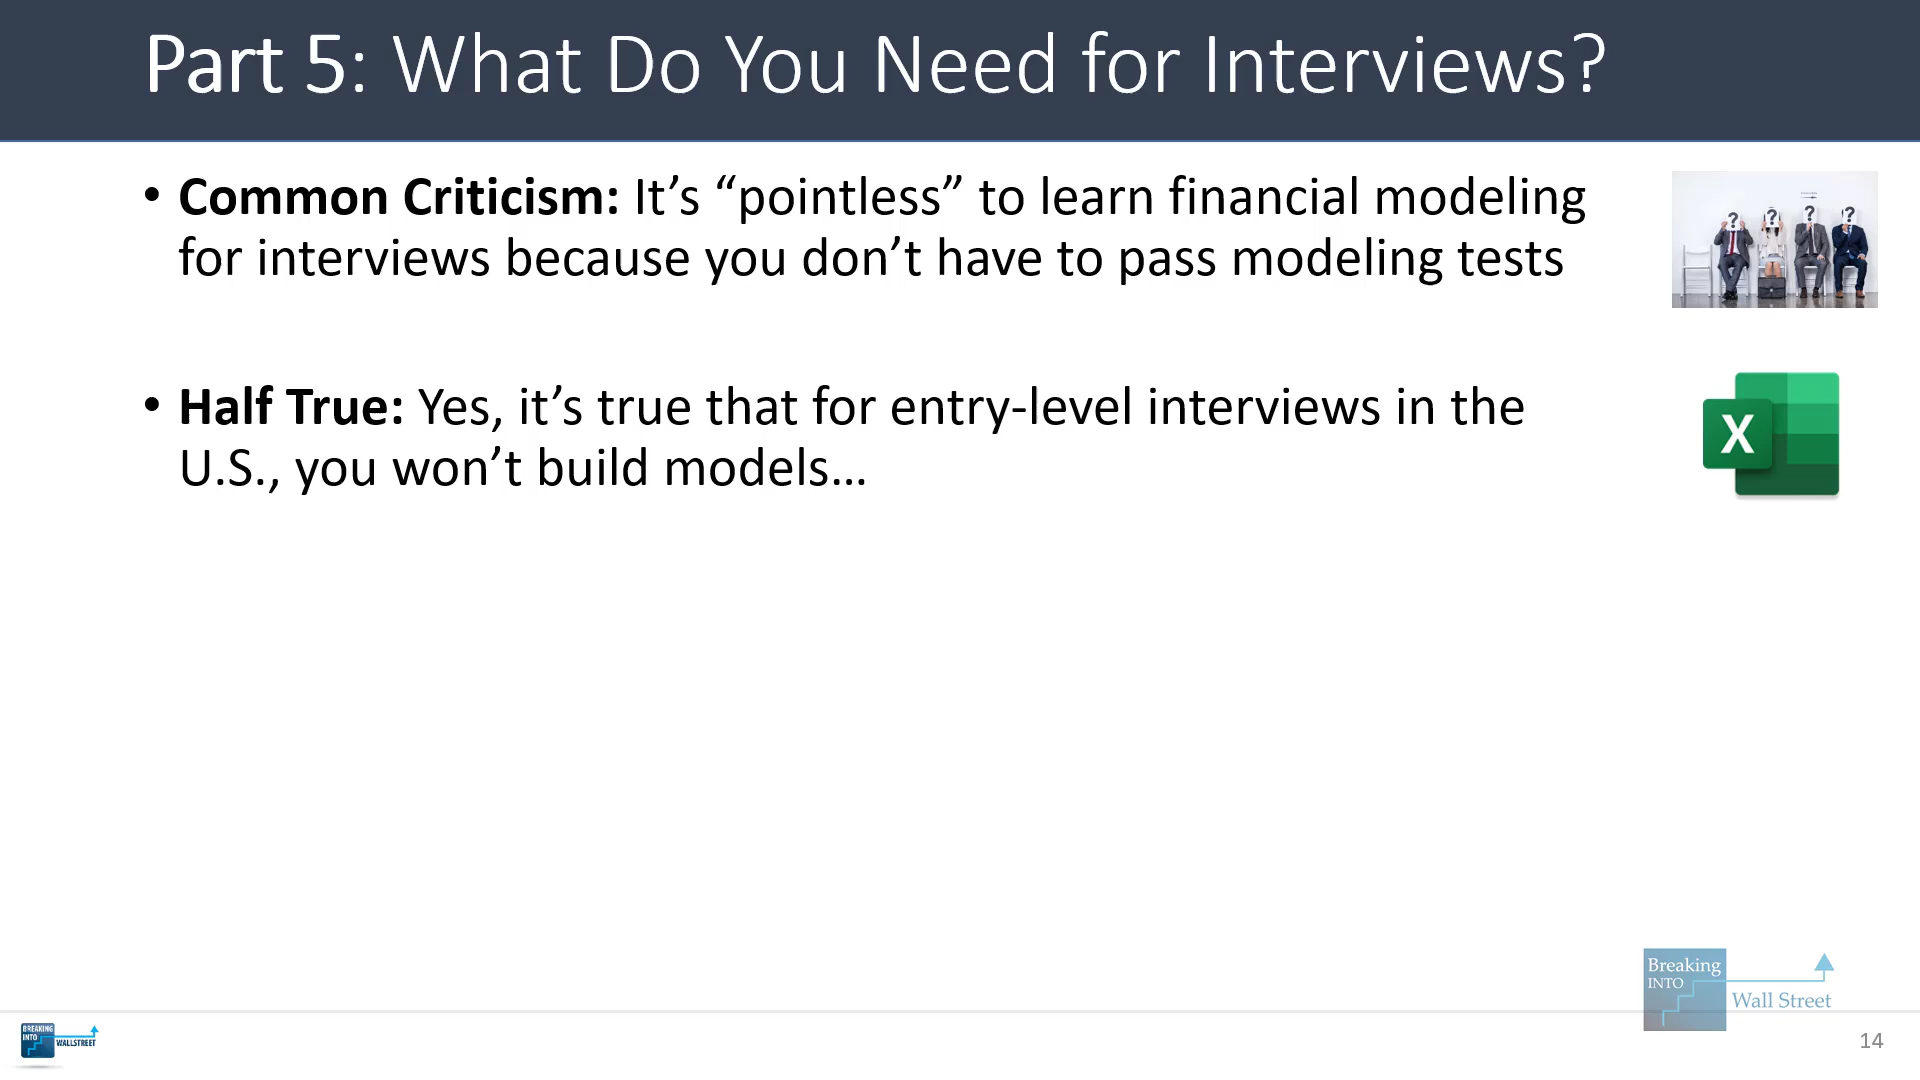 Part 5: What Do You Need for Interviews?
• Common Criticism: It’s “pointless” to learn financial modeling
for interviews because you don’t have to pass modeling tests
? ? ? ?
• Half True: Yes, it’s true that for entry-level interviews in the
U.S., you won’t build models…
X
Breaking
INTO
Wall Street
BREAKING
INTO
WALLSTREET
14